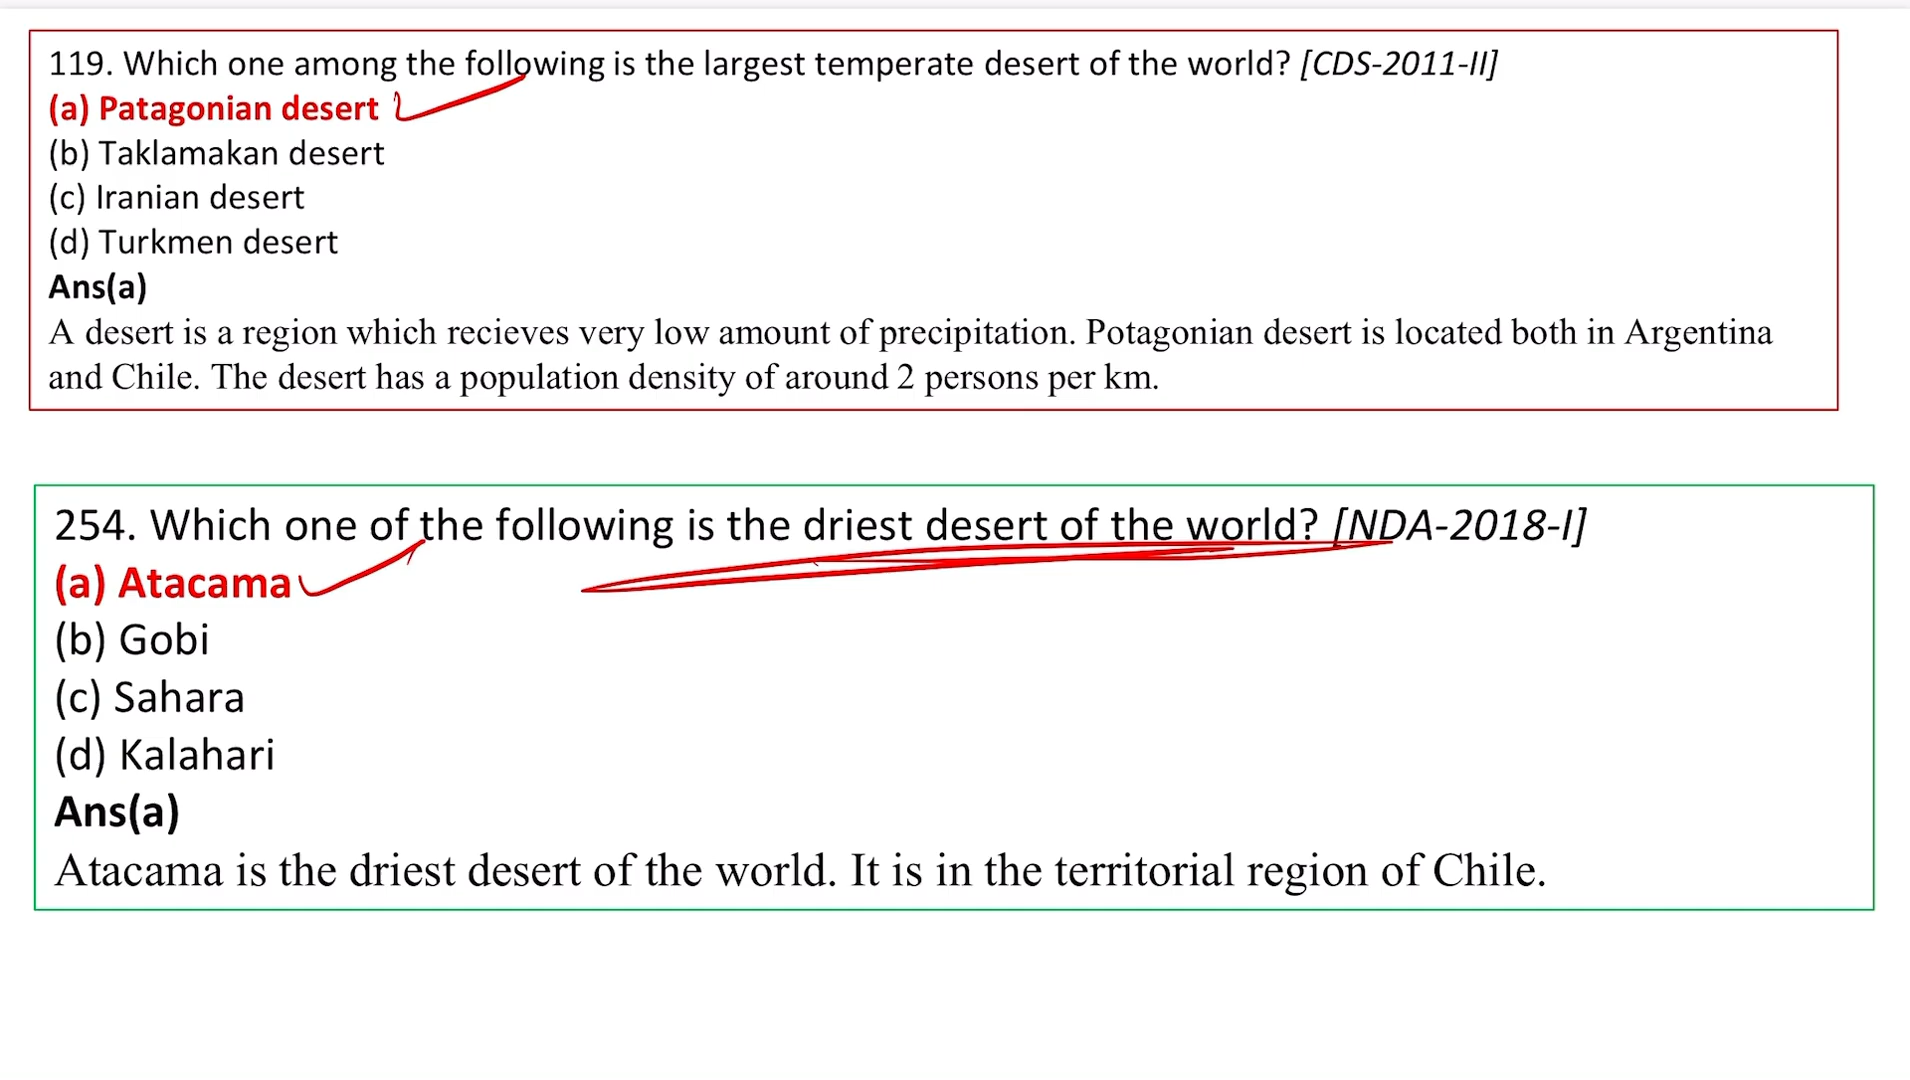 119. Which one among the following is the largest temperate desert of the world? [CDS-2011-II]
(a) Patagonian desert
(b) Taklamakan desert
(c) Iranian desert
(d) Turkmen desert
Ans(a)
A desert is a region which recieves very low amount of precipitation. Potagonian desert is located both in Argentina
and Chile. The desert has a population density of around 2 persons per km.
254. Which one of the following is the driest desert of the world? [NDA-2018-I]
(a) Atacama
(b) Gobi
(c) Sahara
(d) Kalahari
Ans(a)
Atacama is the driest desert of the world. It is in the territorial region of Chile.